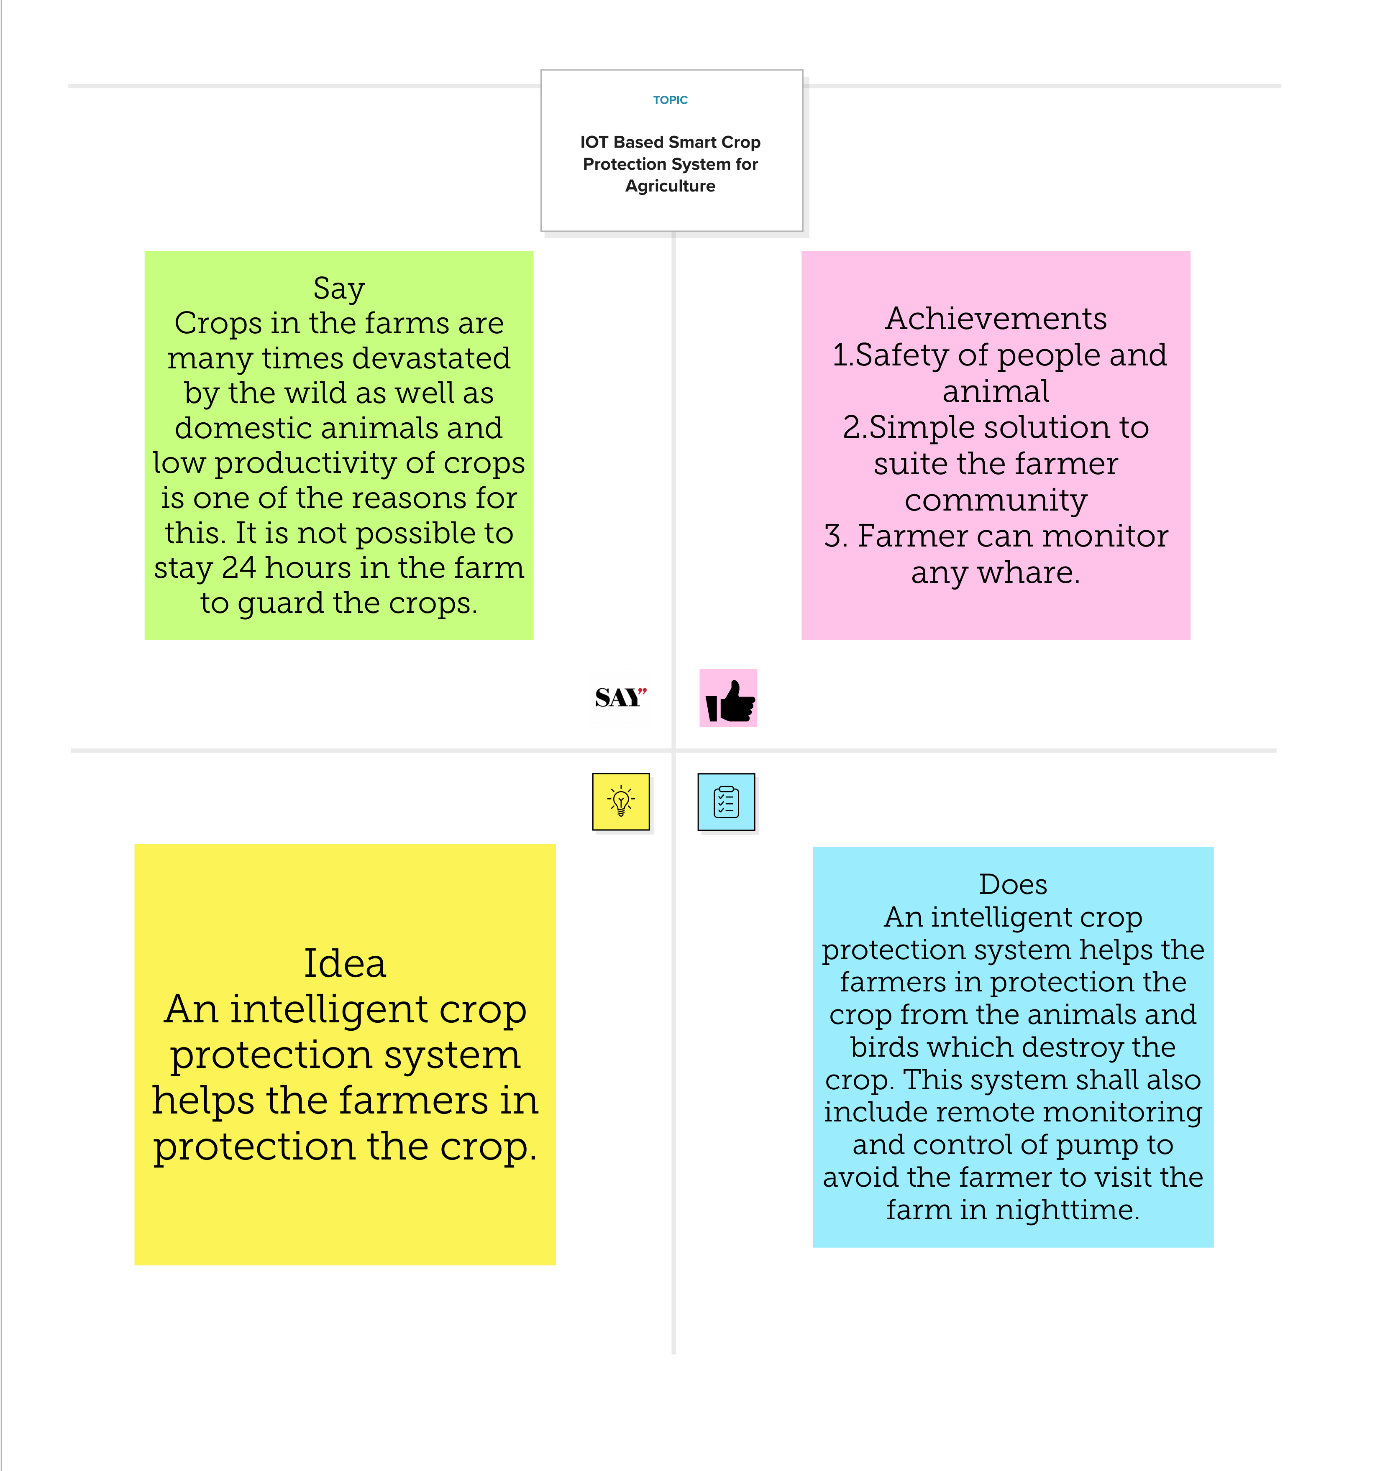 TOPIC
IOT Based Smart Crop
Protection System for
Agriculture
Say
Crops in the farms are
many times devastated
by the wild as well as
domestic animals and
low productivity of crops
is one of the reasons for
this. It is not possible to
stay 24 hours in the farm
to guard the crops.
Achievements
1.Safety of people and
animal
2.Simple solution to
suite the farmer
community
3. Farmer can monitor
any whare.
SAY”
Idea
An intelligent crop
protection system
helps the farmers in
protection the crop.
Does
An intelligent crop
protection system helps the
farmers in protection the
crop from the animals and
birds which destroy the
crop. This system shall also
include remote monitoring
and control of pump to
avoid the farmer to visit the
farm in nighttime.